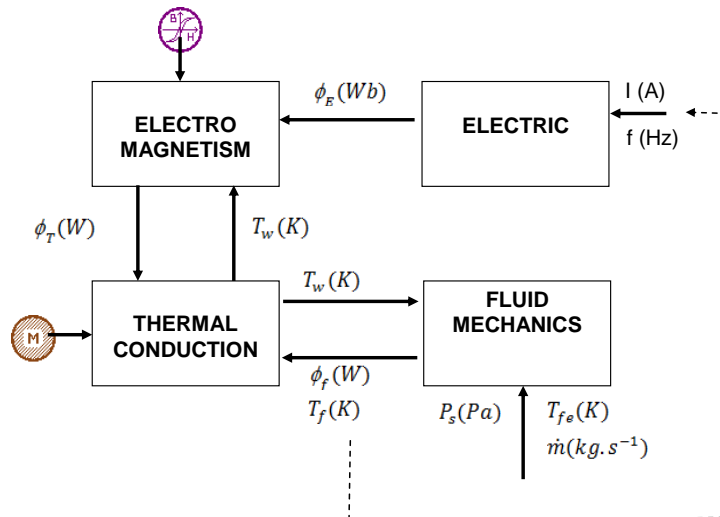 B
H
ELECTRO
MAGNETISM
ϕ_E(Wb)
ELECTRIC
I (A)
f (Hz)
ϕ_T(W)
T_w(K)
T_w(K)
M
THERMAL
CONDUCTION
FLUID
MECHANICS
ϕ_f(W)
T_f(K)
P_s(Pa)
T_fe(K)
ṁ(kg.s⁻¹)